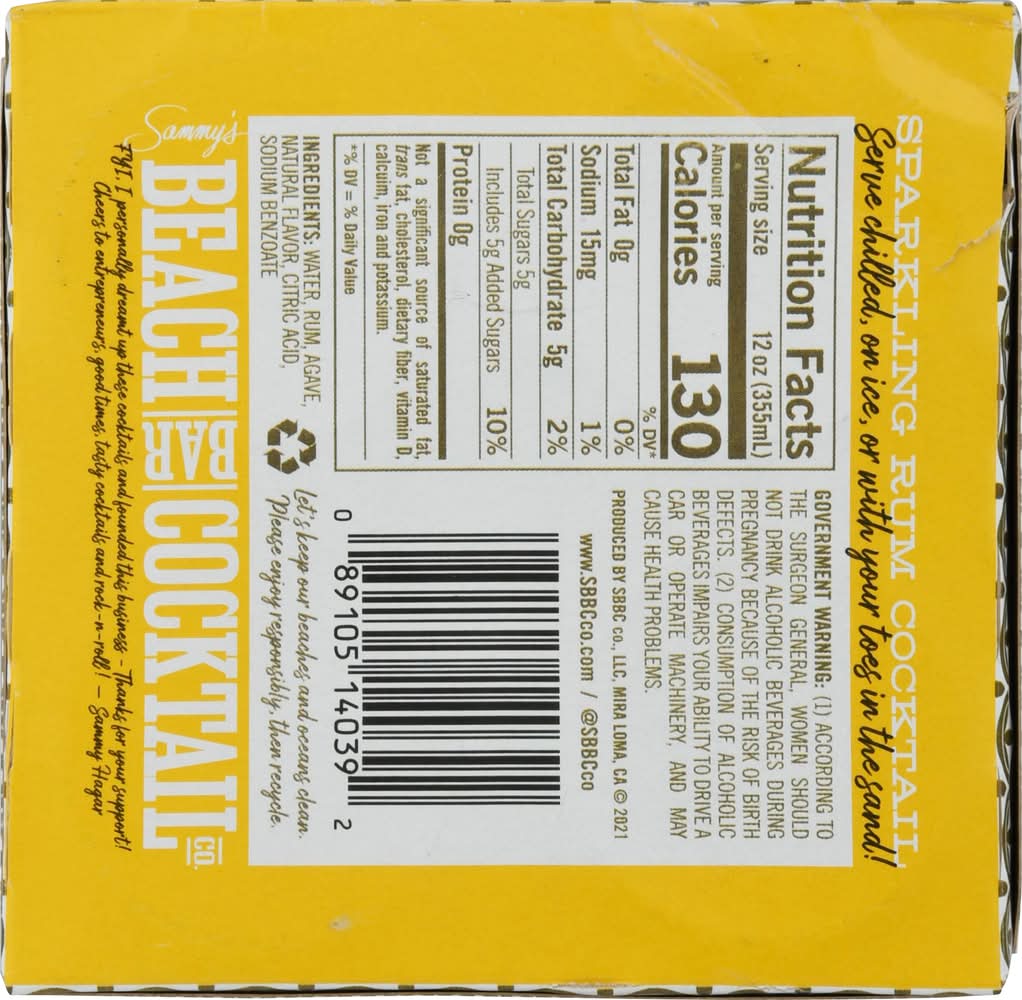 SPARKLING RUM COCKTAIL
Serve chilled, on ice, or with your toes in the sand!
Nutrition Facts
Serving size 12 oz (355mL)
Amount per serving
Calories 130
% DV*
Total Fat 0g 0%
Sodium 15mg 1%
Total Carbohydrate 5g 2%
Total Sugars 5g
Includes 5g Added Sugars 10%
Protein 0g
Not a significant source of saturated fat,
trans fat, cholesterol, dietary fiber, vitamin D,
calcium, iron and potassium.
*% DV = % Daily Value
INGREDIENTS: WATER, RUM, AGAVE,
NATURAL FLAVOR, CITRIC ACID,
SODIUM BENZOATE
GOVERNMENT WARNING: (1) ACCORDING TO
THE SURGEON GENERAL, WOMEN SHOULD
NOT DRINK ALCOHOLIC BEVERAGES DURING
PREGNANCY BECAUSE OF THE RISK OF BIRTH
DEFECTS. (2) CONSUMPTION OF ALCOHOLIC
BEVERAGES IMPAIRS YOUR ABILITY TO DRIVE A
CAR OR OPERATE MACHINERY, AND MAY
CAUSE HEALTH PROBLEMS.
PRODUCED BY SBBC co., LLC, MIRA LOMA, CA © 2021
www.SBBCco.com / @SBBCco
0 89105 14039 2
Let's keep our beaches and oceans clean.
Please enjoy responsibly, then recycle.
Sammy's
BEACH BAR COCKTAIL CO.
FYI, I personally dreamt up these cocktails and founded this business - Thanks for your support!
Cheers to entrepreneurs, good times, tasty cocktails and rock-n-roll! - Sammy Hagar